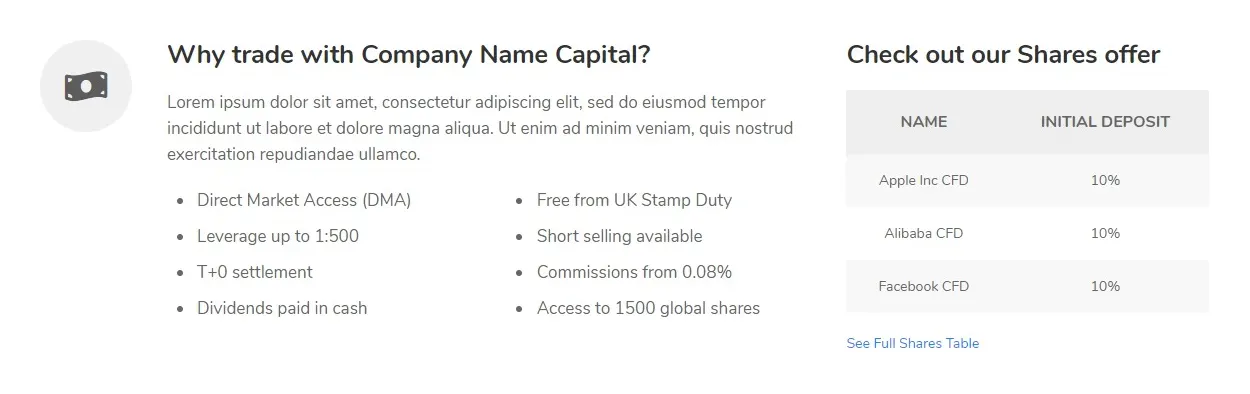 Why trade with Company Name Capital?
Lorem ipsum dolor sit amet, consectetur adipiscing elit, sed do eiusmod tempor
incididunt ut labore et dolore magna aliqua. Ut enim ad minim veniam, quis nostrud
exercitation repudiandae ullamco.
• Direct Market Access (DMA)
• Leverage up to 1:500
• T+0 settlement
• Dividends paid in cash
• Free from UK Stamp Duty
• Short selling available
• Commissions from 0.08%
• Access to 1500 global shares
Check out our Shares offer
NAME INITIAL DEPOSIT
Apple Inc CFD 10%
Alibaba CFD 10%
Facebook CFD 10%
See Full Shares Table